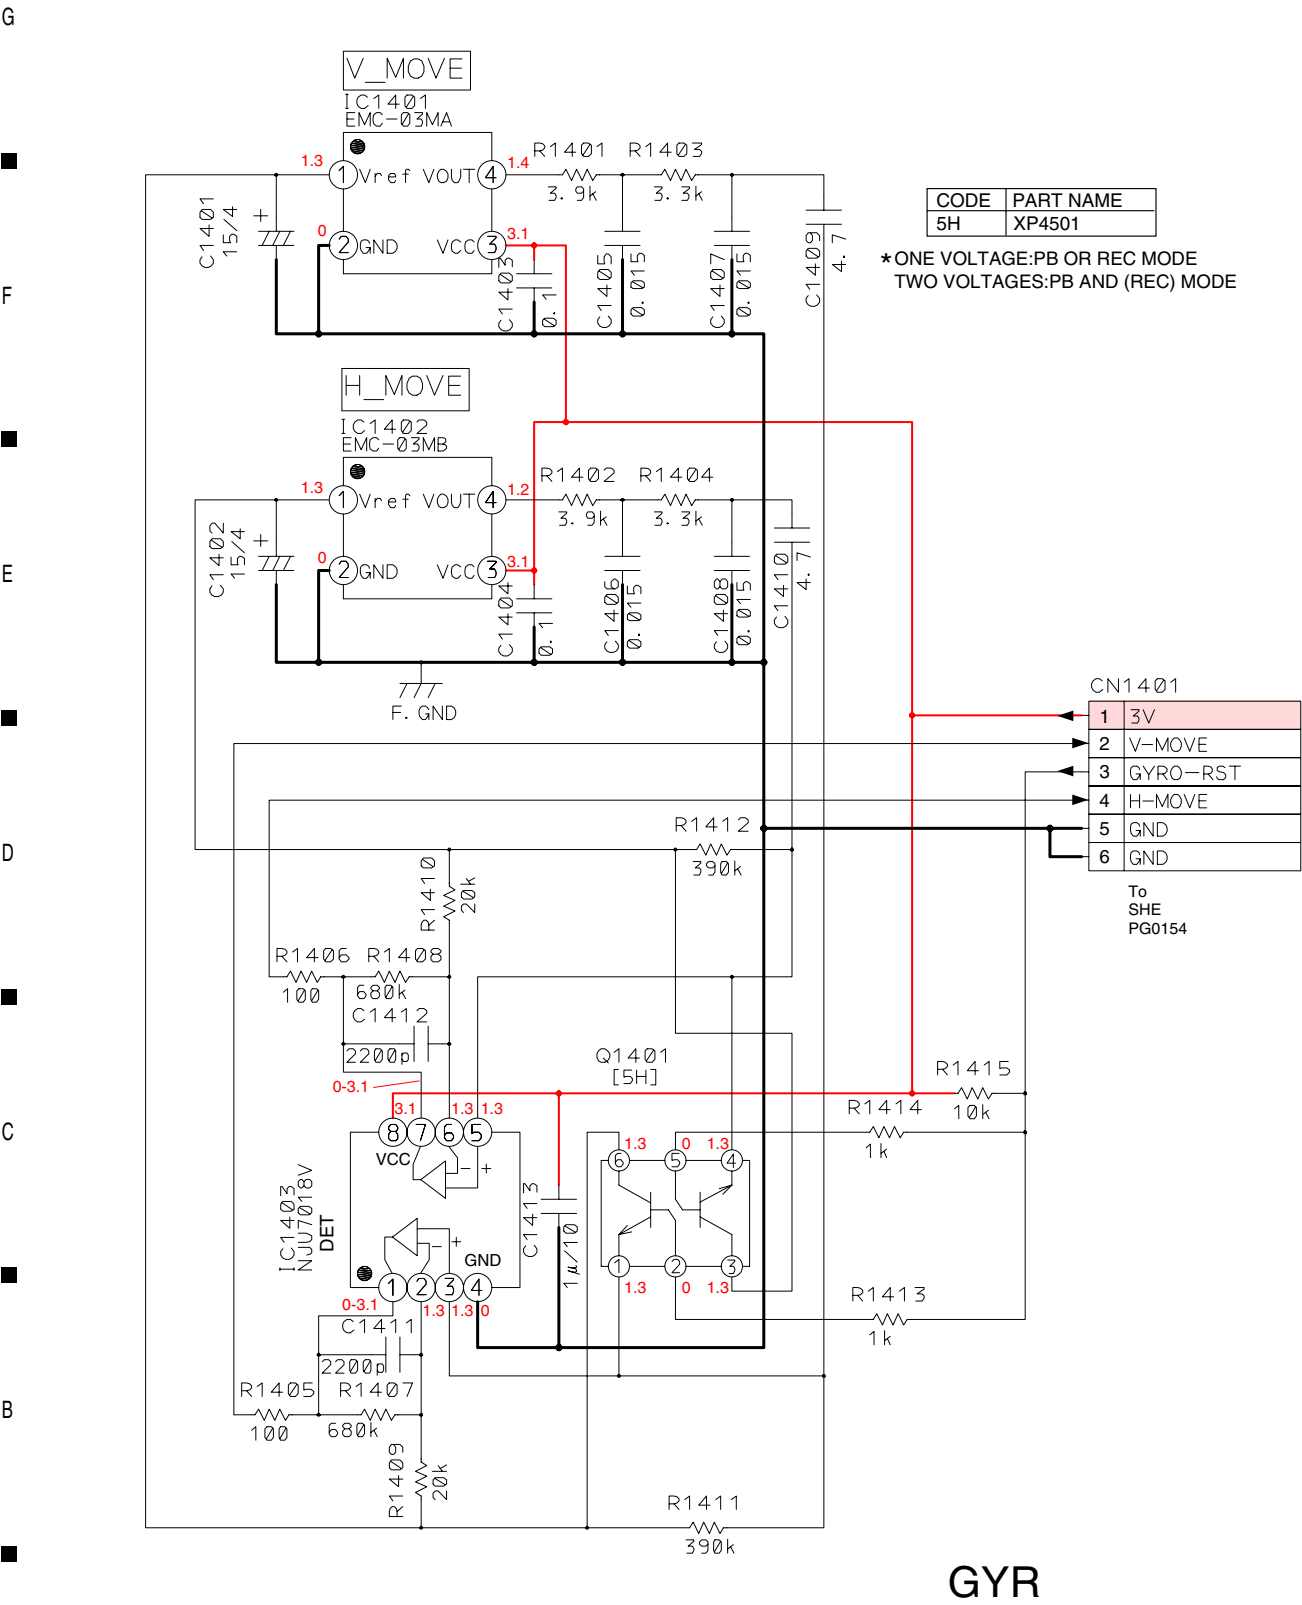 G
V_MOVE
IC1401
EMC-03MA
1.3
1
Vref
VOUT
4
1.4
R1401
3.9k
R1403
3.3k
C1401
15/4
+
0
2
GND
VCC
3
3.1
C1403
0.1
C1405
0.015
C1407
0.015
C1409
4.7
CODE PART NAME
5H XP4501
*ONE VOLTAGE:PB OR REC MODE
TWO VOLTAGES:PB AND (REC) MODE
F
H_MOVE
IC1402
EMC-03MB
1.3
1
Vref
VOUT
4
1.2
R1402
3.9k
R1404
3.3k
C1402
15/4
+
0
2
GND
VCC
3
3.1
C1404
0.1
C1406
0.015
C1408
0.015
C1410
4.7
E
F.GND
CN1401
1 3V
2 V-MOVE
3 GYRO-RST
4 H-MOVE
5 GND
6 GND
To
SHE
PG0154
D
R1412
390k
R1410
20k
R1406
100
R1408
680k
C1412
2200p
0-3.1
3.1
1.3
1.3
8
7
6
5
VCC
- +
IC1403
NJU7018V
DET
- +
GND
1
2
3
4
0-3.1
1.3
1.3
0
C1413
1μ/10
Q1401
[5H]
1.3
0
1.3
6
5
4
1
2
3
1.3
0
1.3
R1415
10k
R1414
1k
R1413
1k
C
C1411
2200p
R1405
100
R1407
680k
B
R1409
20k
R1411
390k
GYR